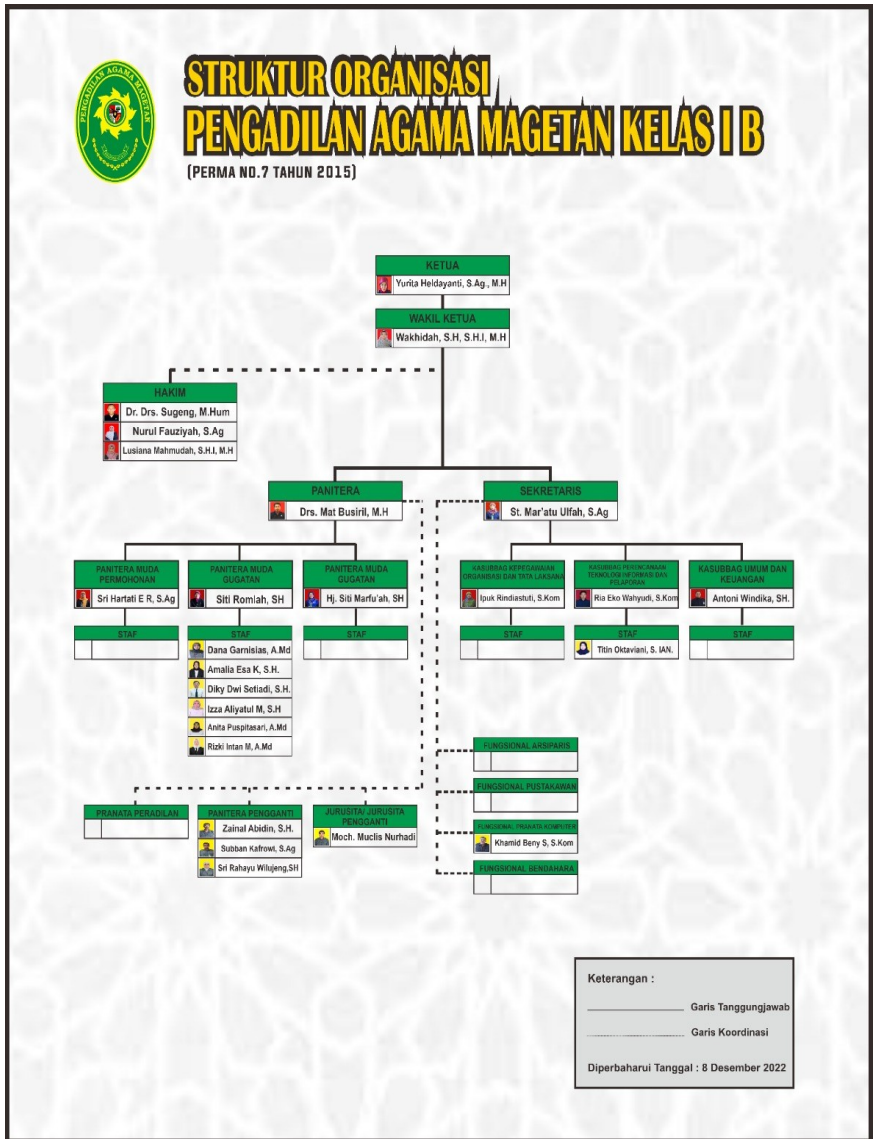 PENGADILAN AGAMA MAGETAN
STRUKTUR ORGANISASI
PENGADILAN AGAMA MAGETAN KELAS I B
(PERMA NO.7 TAHUN 2015)
KETUA
Yurita Heldayanti, S.Ag., M.H
WAKIL KETUA
Wakhidah, S.H, S.H.I, M.H
HAKIM
Dr. Drs. Sugeng, M.Hum
Nurul Fauziyah, S.Ag
Lusiana Mahmudah, S.H.I, M.H
PANITERA
Drs. Mat Busiril, M.H
SEKRETARIS
St. Mar'atu Ulfah, S.Ag
PANITERA MUDA
PERMOHONAN
Sri Hartati E R, S.Ag
STAF
PANITERA MUDA
GUGATAN
Siti Romlah, SH
STAF
Dana Garnisias, A.Md
Amalia Esa K, S.H.
Diky Dwi Setiadi, S.H.
Izza Aliyatul M, S.H
Anita Puspitasari, A.Md
Rizki Intan M, A.Md
PANITERA MUDA
GUGATAN
Hj. Siti Marfu'ah, SH
STAF
KASUBBAG KEPEGAWAIAN
ORGANISASI DAN TATA LAKSANA
Ipuk Rindiastuti, S.Kom
STAF
KASUBBAG PERENCANAAN
TEKNOLOGI INFORMASI DAN
PELAPORAN
Ria Eko Wahyudi, S.Kom
STAF
Titin Oktaviani, S. IAN.
KASUBBAG UMUM DAN
KEUANGAN
Antoni Windika, SH.
STAF
PRANATA PERADILAN
PANITERA PENGGANTI
Zainal Abidin, S.H.
Subban Kafrowi, S.Ag
Sri Rahayu Wilujeng,SH
JURUSITA/ JURUSITA
PENGGANTI
Moch. Muclis Nurhadi
FUNGSIONAL ARSIPARIS
FUNGSIONAL PUSTAKAWAN
FUNGSIONAL PRANATA KOMPUTER
Khamid Beny S, S.Kom
FUNGSIONAL BENDAHARA
Keterangan :
Garis Tanggungjawab
Garis Koordinasi
Diperbaharui Tanggal : 8 Desember 2022